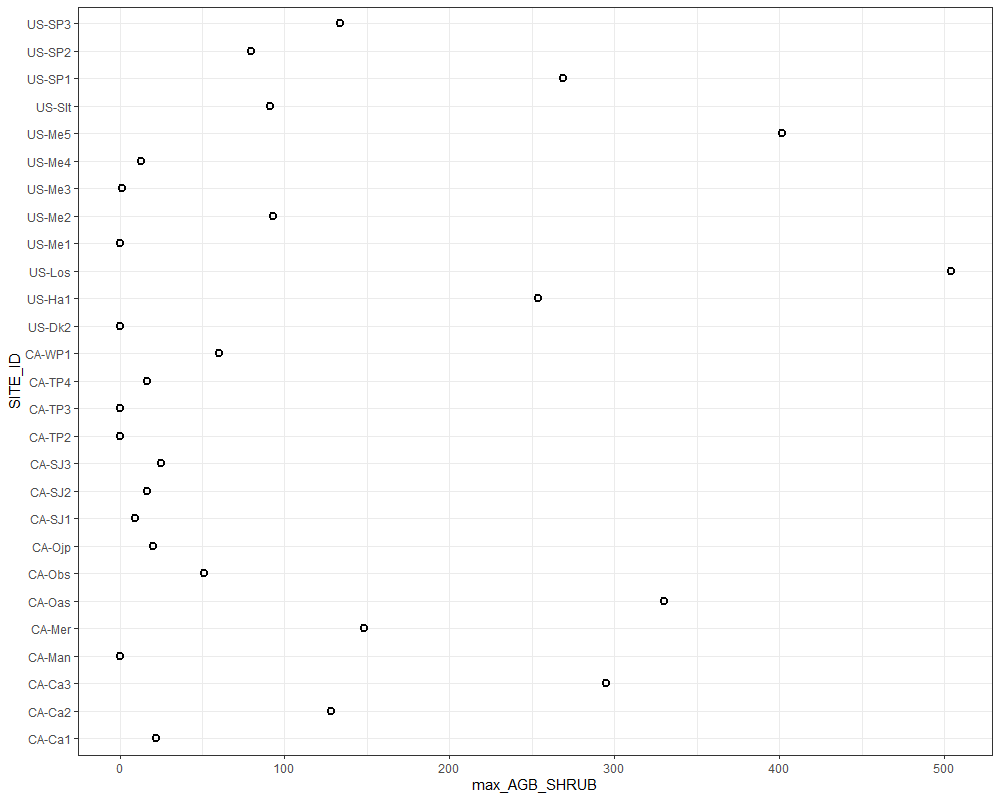 US-SP3
US-SP2
US-SP1
US-Slt
US-Me5
US-Me4
US-Me3
US-Me2
US-Me1
US-Los
US-Ha1
US-Dk2
CA-WP1
CA-TP4
CA-TP3
CA-TP2
CA-SJ3
CA-SJ2
CA-SJ1
CA-Ojp
CA-Obs
CA-Oas
CA-Mer
CA-Man
CA-Ca3
CA-Ca2
CA-Ca1
SITE_ID
0 100 200 300 400 500
max_AGB_SHRUB